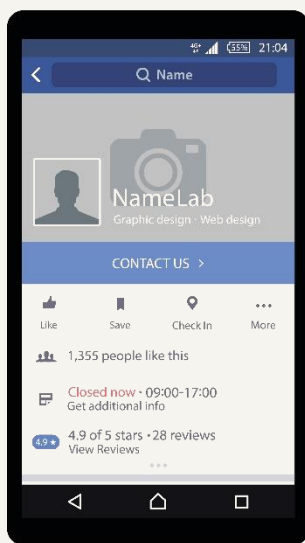 4G+ 55% 21:04
Name
NameLab
Graphic design · Web design
CONTACT US >
Like Save Check In More
1,355 people like this
Closed now · 09:00-17:00
Get additional info
4.9 ★ 4.9 of 5 stars · 28 reviews
View Reviews